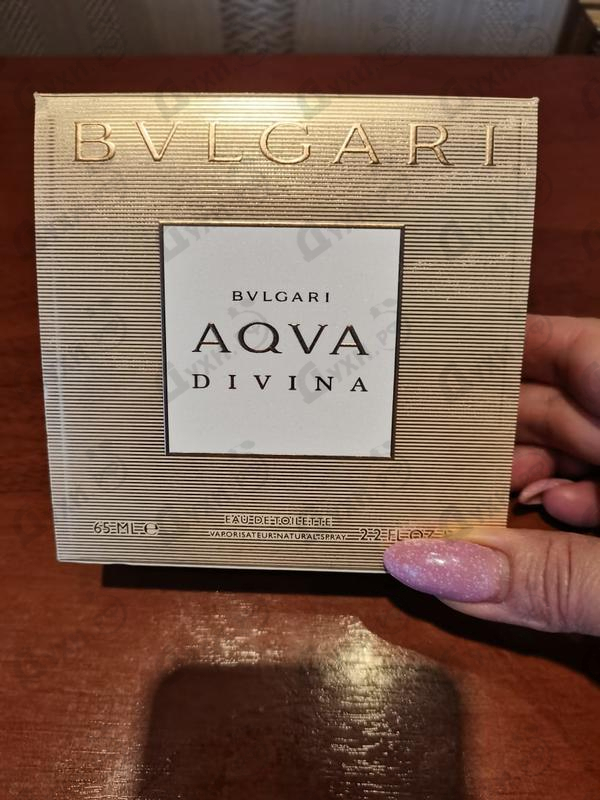 BVLGARI
BVLGARI
AQVA
DIVINA
65 ML e
EAU DE TOILETTE
VAPORISATEUR-NATURAL SPRAY
2.2 FL OZ